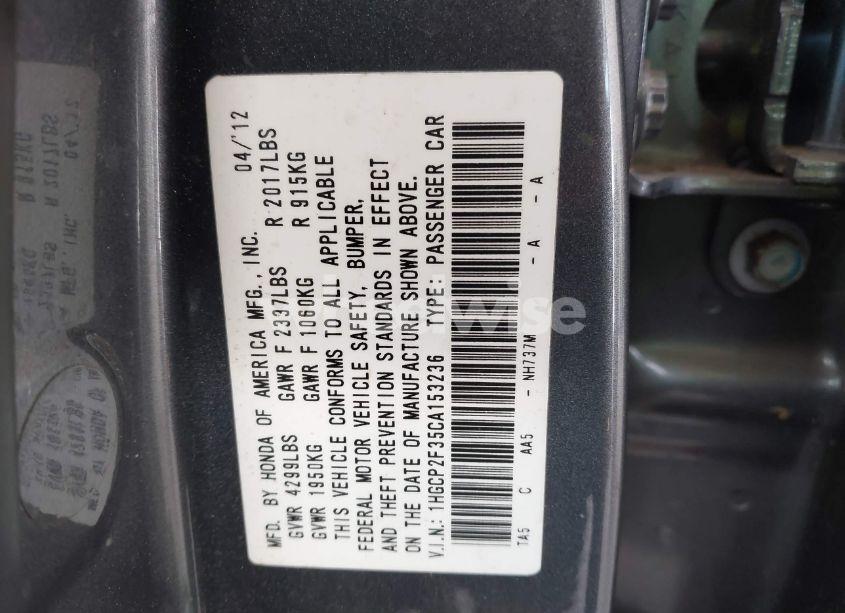 MFD. BY HONDA OF AMERICA MFG., INC. 04/'12
GVWR 4299LBS GAWR F 2337LBS R 2017LBS
GVWR 1950KG GAWR F 1060KG R 915KG
THIS VEHICLE CONFORMS TO ALL APPLICABLE
FEDERAL MOTOR VEHICLE SAFETY, BUMPER,
AND THEFT PREVENTION STANDARDS IN EFFECT
ON THE DATE OF MANUFACTURE SHOWN ABOVE.
V.I.N.: 1HGCP2F35CA153236 TYPE: PASSENGER CAR
TA5 C AA5 - NH737M - A - A